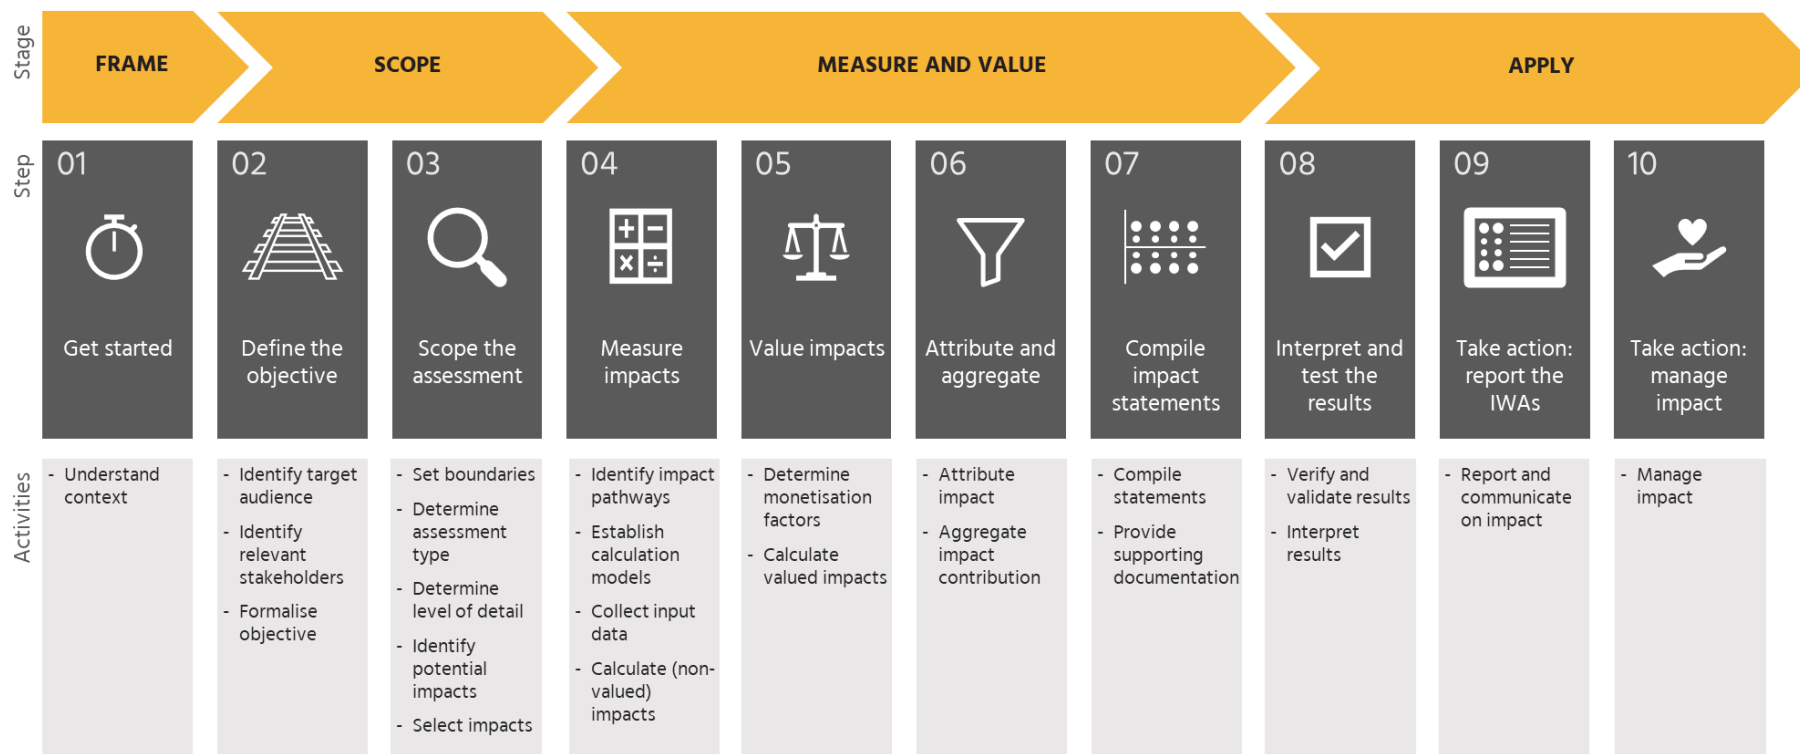 Stage
FRAME
SCOPE
MEASURE AND VALUE
APPLY
Step
01
Get started
02
Define the
objective
03
Scope the
assessment
04
Measure
impacts
05
Value impacts
06
Attribute and
aggregate
07
Compile
impact
statements
08
Interpret and
test the
results
09
Take action:
report the
IWAs
10
Take action:
manage
impact
Activities
- Understand
context
- Identify target
audience
- Identify
relevant
stakeholders
- Formalise
objective
- Set boundaries
- Determine
assessment
type
- Determine
level of detail
- Identify
potential
impacts
- Select impacts
- Identify impact
pathways
- Establish
calculation
models
- Collect input
data
- Calculate (non-
valued)
impacts
- Determine
monetisation
factors
- Calculate
valued impacts
- Attribute
impact
- Aggregate
impact
contribution
- Compile
statements
- Provide
supporting
documentation
- Verify and
validate results
- Interpret
results
- Report and
communicate
on impact
- Manage
impact